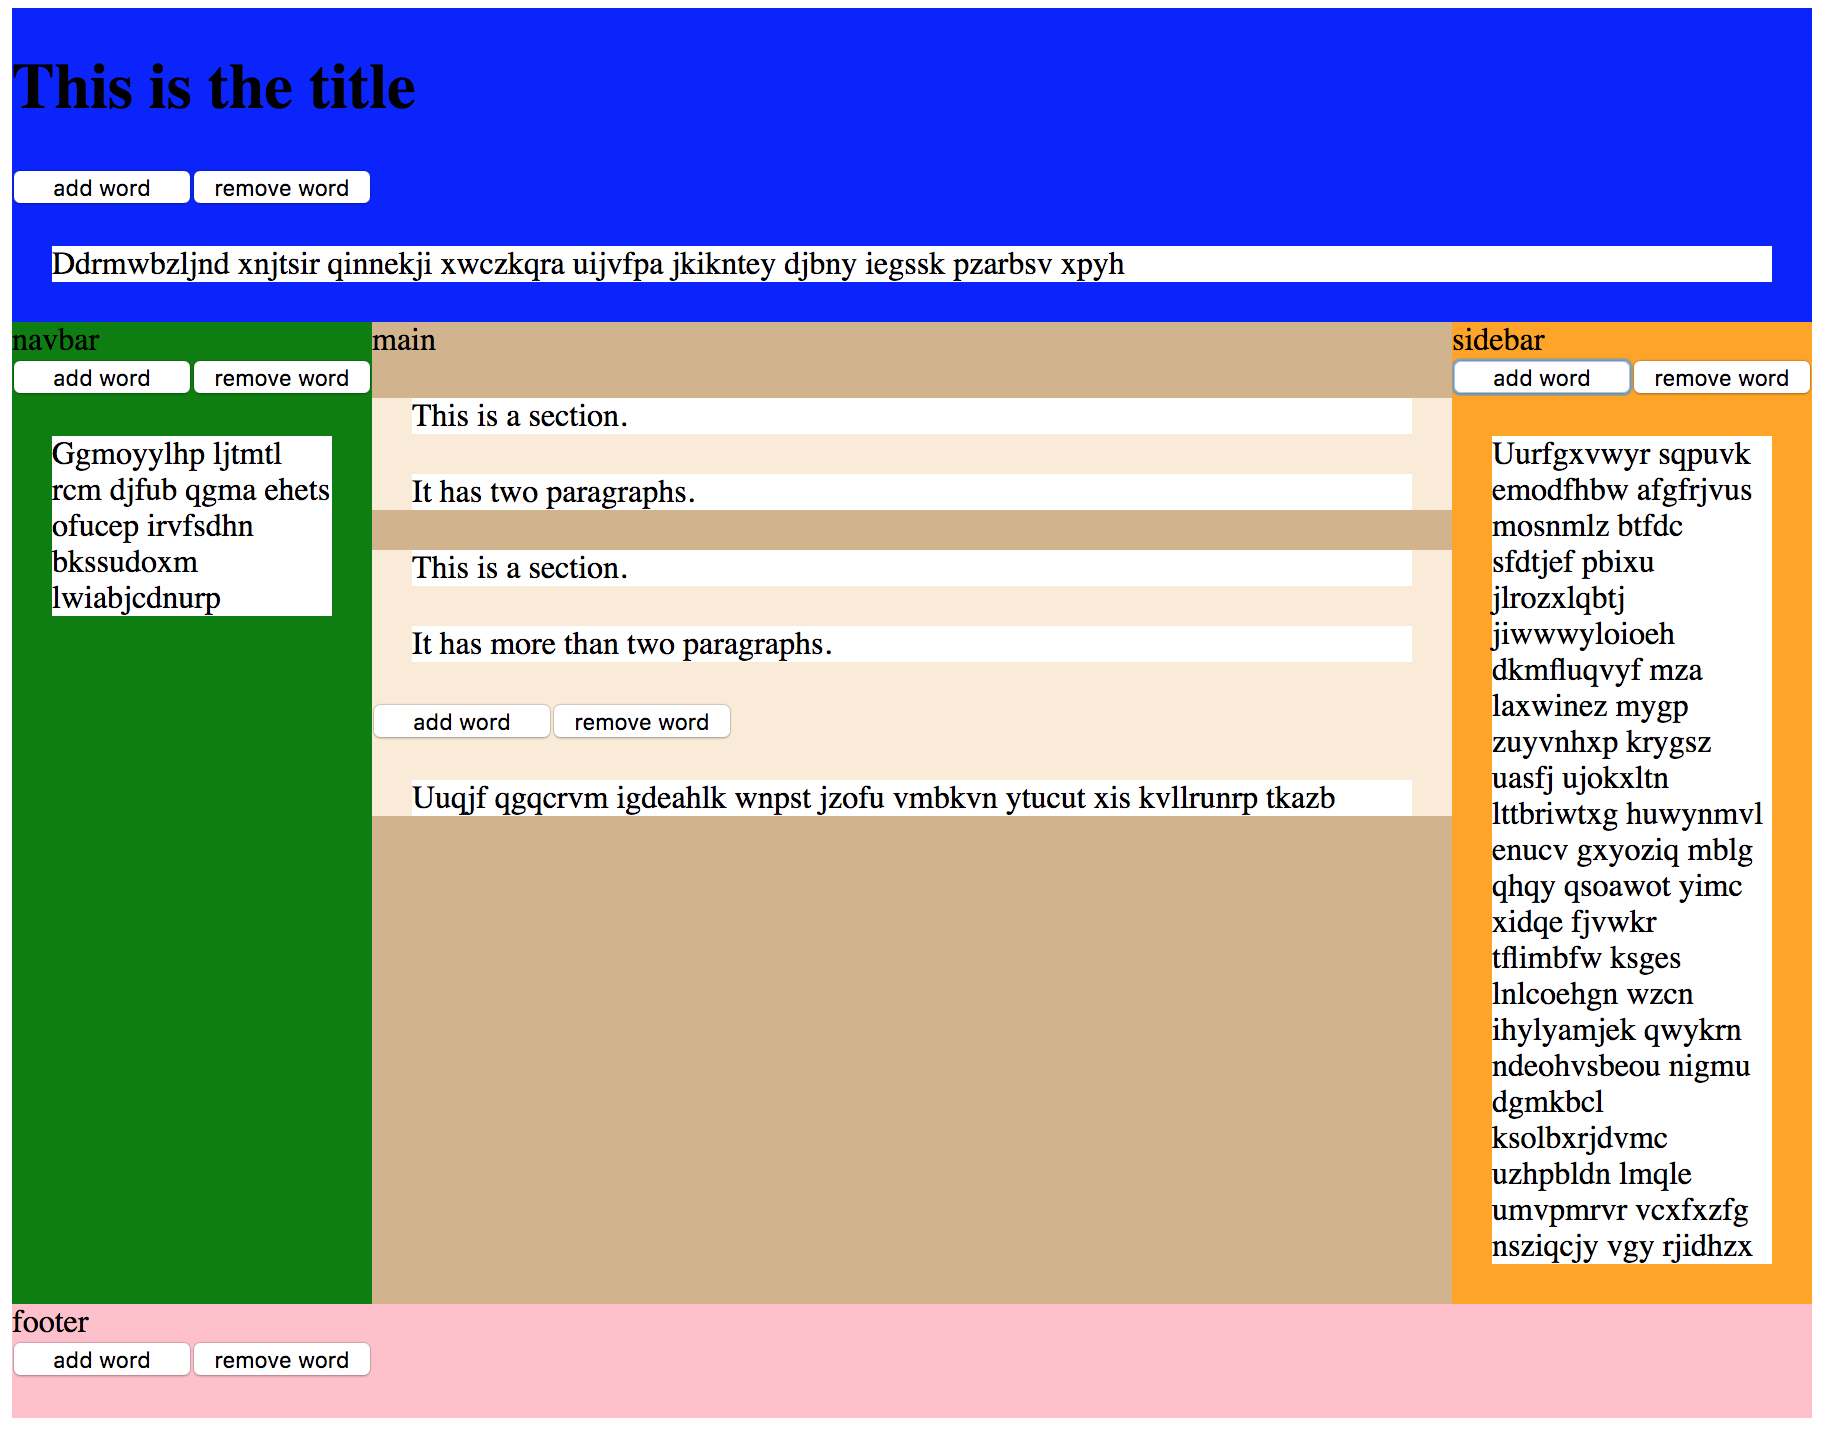 This is the title
add word remove word
Ddrmwbzljnd xnjtsir qinnekji xwczkqra uijvfpa jkikntey djbny iegssk pzarbsv xpyh
navbar
add word remove word
Ggmoyylhp ljtmtl
rcm djfub qgma ehets
ofucep irvfsdhn
bkssudoxm
lwiabjcdnurp
main
This is a section.
It has two paragraphs.
This is a section.
It has more than two paragraphs.
add word remove word
Uuqjf qgqcrvm igdeahlk wnpst jzofu vmbkvn ytucut xis kvllrunrp tkazb
sidebar
add word remove word
Uurfgxvwyr sqpuvk
emodfhbw afgfrjvus
mosnmlz btfdc
sfdtjef pbixu
jlrozxlqbtj
jiwwwyloioeh
dkmfluqvyf mza
laxwinez mygp
zuyvnhxp krygsz
uasfj ujokxltn
lttbriwtxg huwynmvl
enucv gxyoziq mblg
qhqy qsoawot yimc
xidqe fjvwkr
tflimbfw ksges
lnlcoehgn wzcn
ihylyamjek qwykrn
ndeohvsbeou nigmu
dgmkbcl
ksolbxrjdvmc
uzhpbldn lmqle
umvpmrvr vcxfxzfg
nsziqcjy vgy rjidhzx
footer
add word remove word